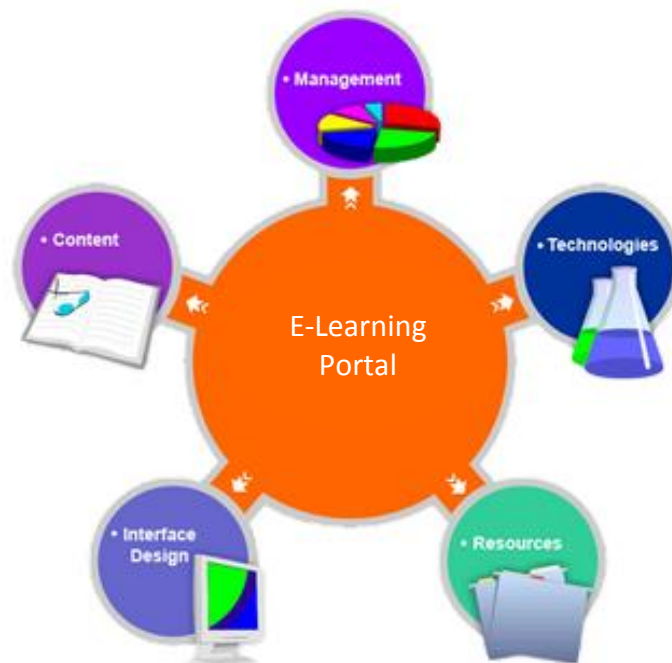 • Management
• Content
• Technologies
E-Learning
Portal
• Interface
Design
• Resources